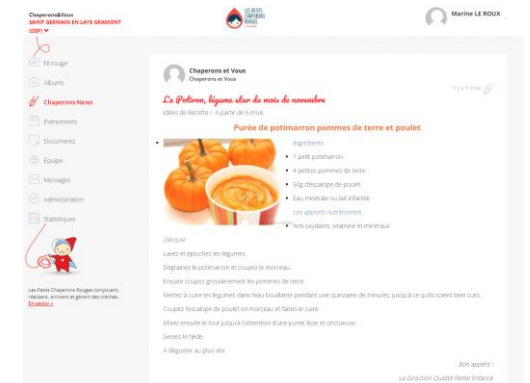 Chaperons&Vous
SAINT GERMAIN EN LAYE GRAMONT
(DSP)
LES PETITS
CHAPERONS
ROUGES
Marine LE ROUX
Fil rouge
Albums
Chaperons News
Evénements
Documents
Equipe
Messages
Administration
Statistiques
Les Petits Chaperons Rouges conçoivent,
réalisent, animent et gèrent des crèches...
En savoir +
Chaperons et Vous
Chaperons et Vous
Il y a mois
Le Potiron, légume star du mois de novembre
Idées de Recette / A partir de 6 mois
Purée de potimarron pommes de terre et poulet
Ingrédients
1 petit potimarron
4 petites pommes de terre
50g d'escalope de poulet
Eau minérale ou lait infantile
Les apports nutritionnels
Anti oxydants, vitamine et minéraux
Déroulé
Lavez et épluchez les légumes.
Dégrainez le potimarron et coupez le morceau.
Ensuite coupez grossièrement les pommes de terre.
Mettez à cuire les légumes dans l'eau bouillante pendant une quinzaine de minutes, jusqu'à ce qu'ils soient bien cuits.
Coupez l'escalope de poulet en morceau et faites-le cuire.
Mixez ensuite le tout jusqu'à l'obtention d'une purée lisse et onctueuse.
Servez le tiède.
A déguster au plus vite.
Bon appétit !
La Direction Qualité Petite Enfance